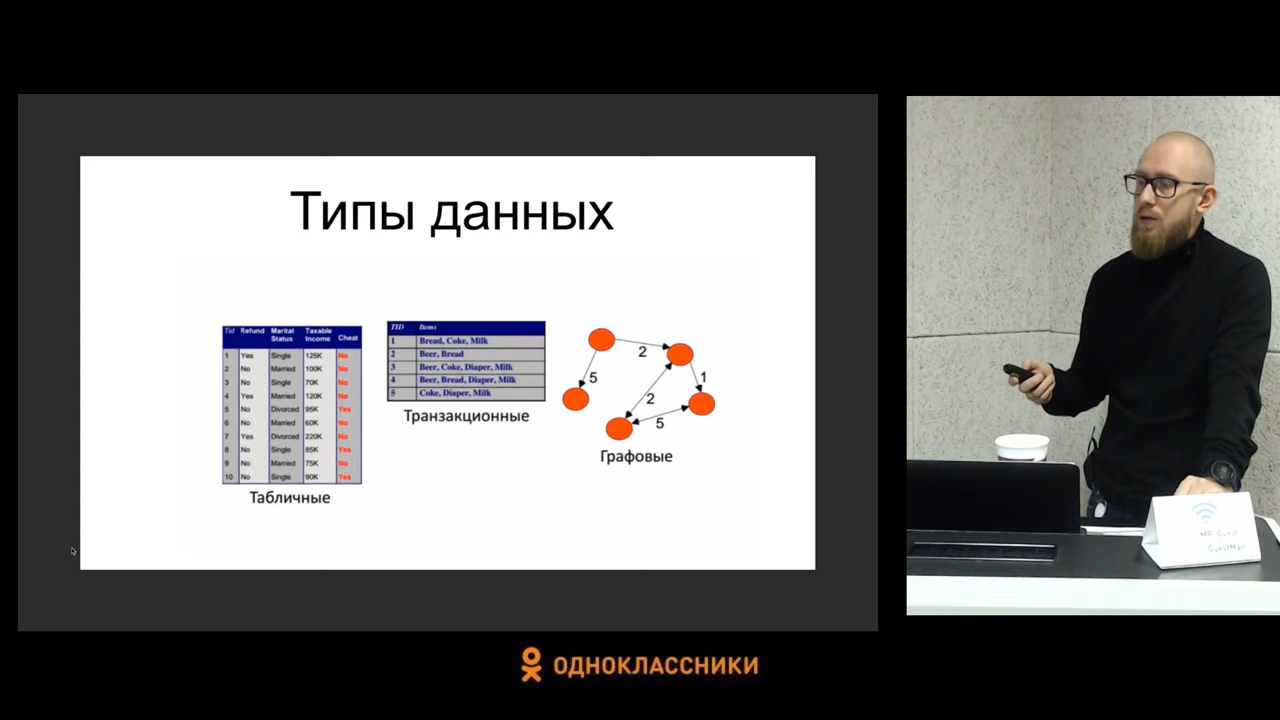 Типы данных
Tid Refund Marital Status Taxable Income Cheat
1 Yes Single 125K No
2 No Married 100K No
3 No Single 70K No
4 Yes Married 120K No
5 No Divorced 95K Yes
6 No Married 60K No
7 Yes Divorced 220K No
8 No Single 85K Yes
9 No Married 75K No
10 No Single 90K Yes
Табличные
TID Items
1 Bread, Coke, Milk
2 Beer, Bread
3 Beer, Coke, Diaper, Milk
4 Beer, Bread, Diaper, Milk
5 Coke, Diaper, Milk
Транзакционные
2
5
1
2
5
Графовые
MR Guest
ОДНОКЛАССНИКИ